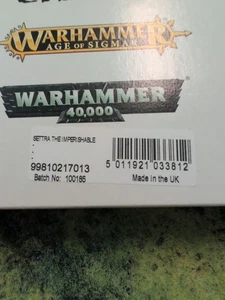 WARHAMMER
AGE OF SIGMAR
WARHAMMER
40,000
SETTRA THE IMPERISHABLE
99810217013
Batch No: 100185
5 011921 033812
Made in the UK